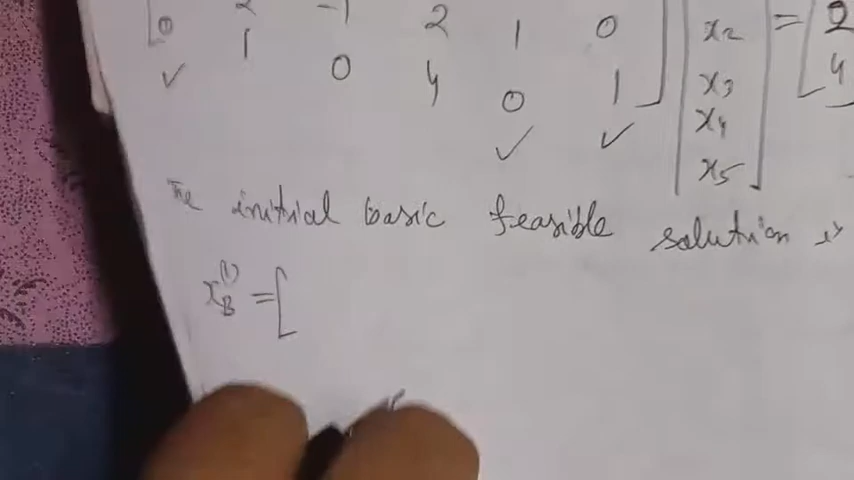 0 2 -1 2 1 0 x2 = 2
✓ 1 0 4 0 1 x3 4
✓ ✓ x4
x5
The initial basic feasible solution is
x_B^(1) = [